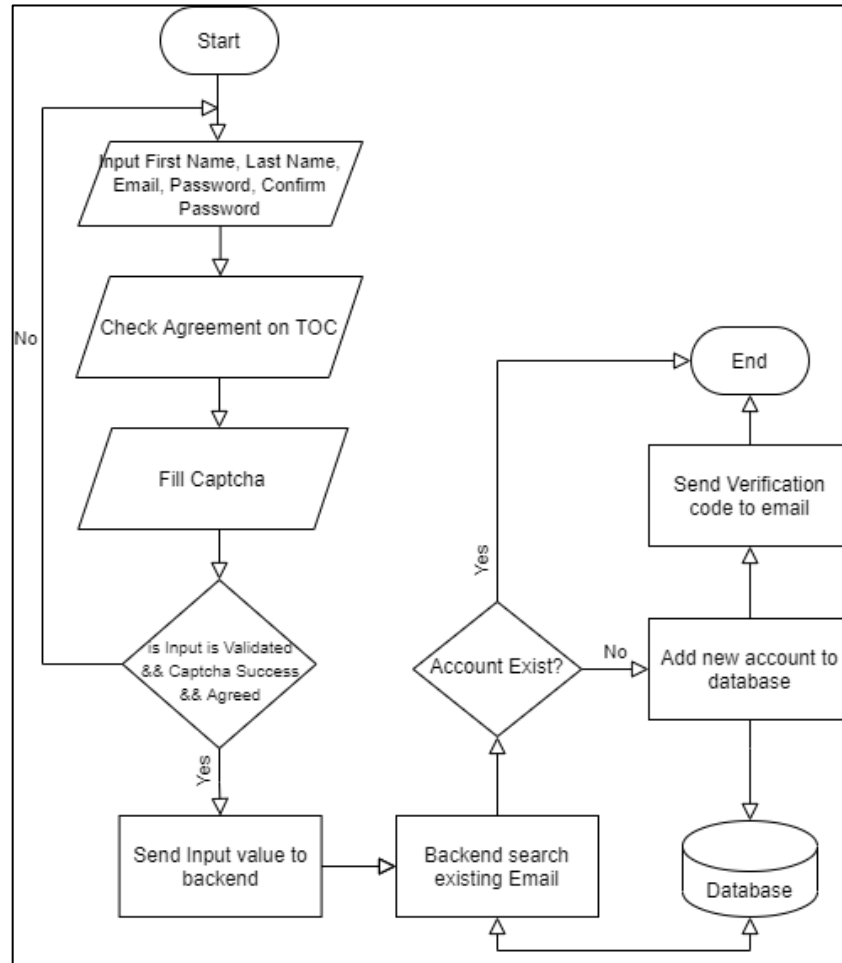 Start
Input First Name, Last Name,
Email, Password, Confirm
Password
Check Agreement on TOC
No
End
Fill Captcha
Send Verification
code to email
Yes
is Input is Validated
&& Captcha Success
&& Agreed
Account Exist?
No
Add new account to
database
Yes
Send Input value to
backend
Backend search
existing Email
Database